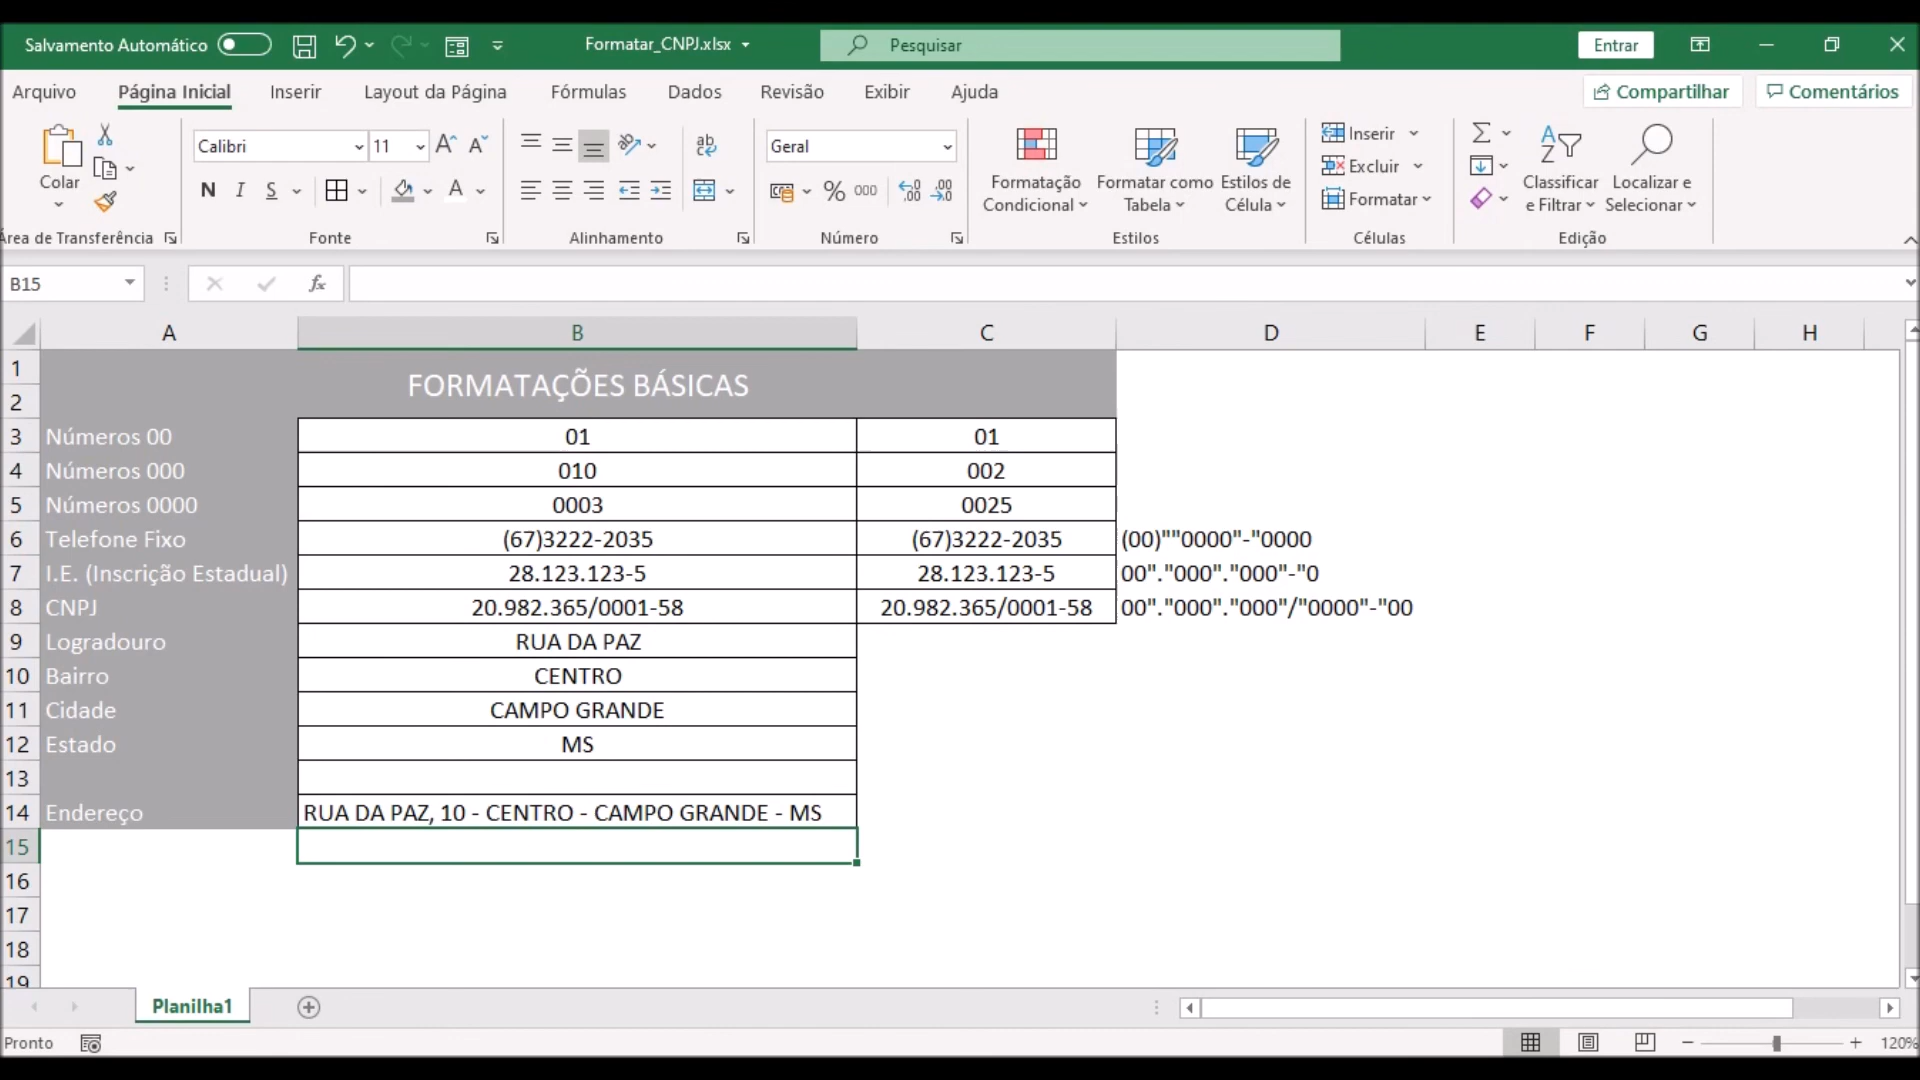 Salvamento Automático
Formatar_CNPJ.xlsx
Pesquisar
Entrar
Arquivo Página Inicial Inserir Layout da Página Fórmulas Dados Revisão Exibir Ajuda
Compartilhar Comentários
Colar
Calibri 11
N I S
A A A
ab
Geral
% 000
Formatação Condicional
Formatar como Tabela
Estilos de Célula
Inserir
Excluir
Formatar
Classificar e Filtrar
Localizar e Selecionar
Área de Transferência Fonte Alinhamento Número Estilos Células Edição
B15 fx
A B C D E F G H
1 FORMATAÇÕES BÁSICAS
2
3 Números 00 01 01
4 Números 000 010 002
5 Números 0000 0003 0025
6 Telefone Fixo (67)3222-2035 (67)3222-2035 (00)""0000"-"0000
7 I.E. (Inscrição Estadual) 28.123.123-5 28.123.123-5 00"."000"."000"-"0
8 CNPJ 20.982.365/0001-58 20.982.365/0001-58 00"."000"."000"/"0000"-"00
9 Logradouro RUA DA PAZ
10 Bairro CENTRO
11 Cidade CAMPO GRANDE
12 Estado MS
13
14 Endereço RUA DA PAZ, 10 - CENTRO - CAMPO GRANDE - MS
15
16
17
18
19
Planilha1
Pronto
120%